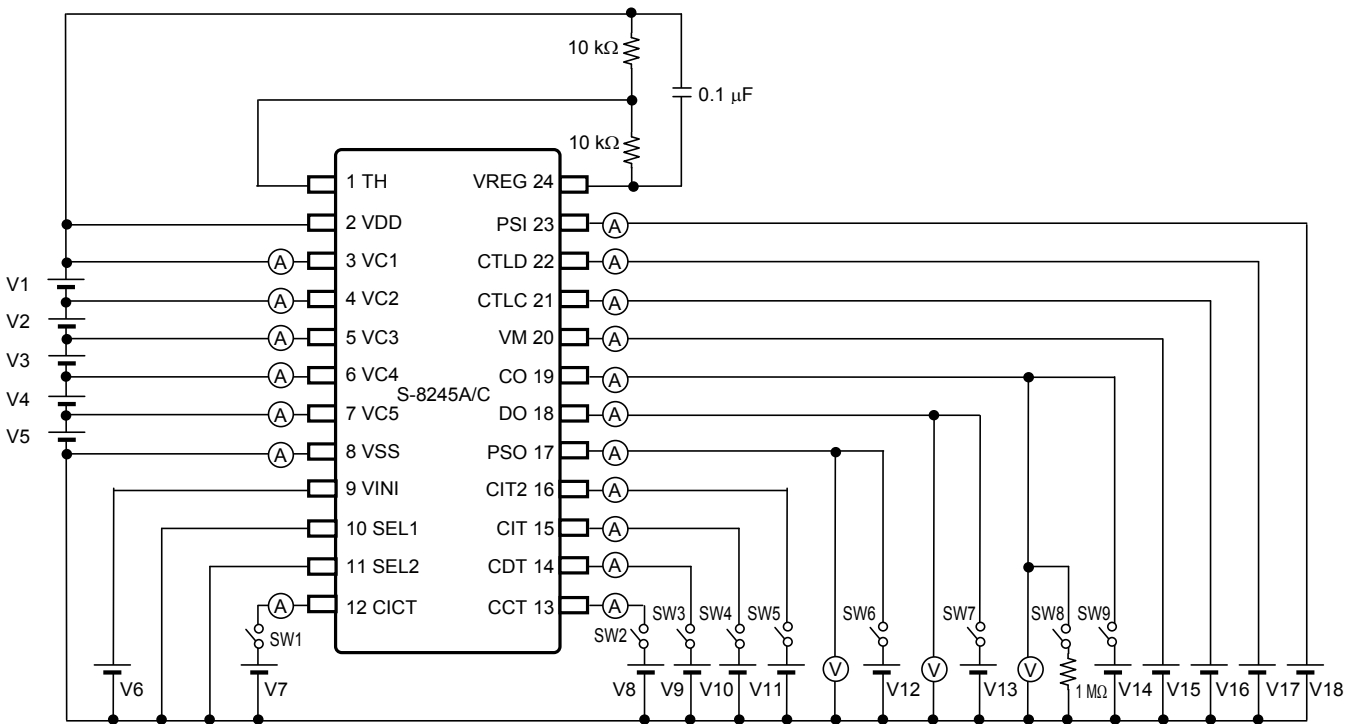 10 kΩ
0.1 μF
10 kΩ
1 TH
VREG 24
2 VDD
PSI 23
A
3 VC1
A
CTLD 22
A
V1
4 VC2
A
CTLC 21
A
V2
5 VC3
A
VM 20
A
V3
6 VC4
A
CO 19
A
S-8245A/C
V4
7 VC5
A
DO 18
A
V5
8 VSS
A
PSO 17
A
9 VINI
CIT2 16
A
10 SEL1
CIT 15
A
11 SEL2
CDT 14
A
12 CICT
A
CCT 13
A
SW1
SW2
SW3
SW4
SW5
SW6
SW7
SW8
SW9
V
V
V
V6
V7
V8
V9
V10
V11
V12
V13
1 MΩ
V14
V15
V16
V17
V18